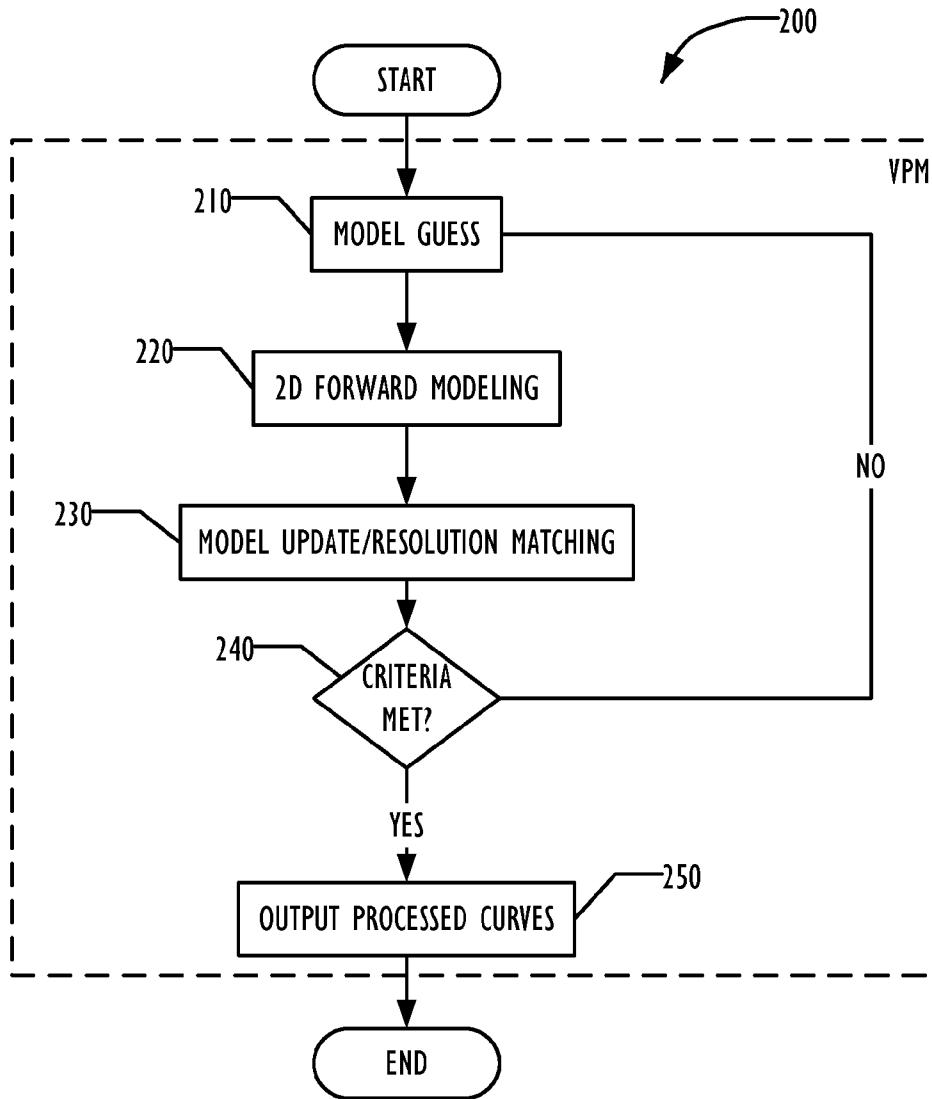 200
START
VPM
210
MODEL GUESS
220
2D FORWARD MODELING
NO
230
MODEL UPDATE/RESOLUTION MATCHING
240
CRITERIA
MET?
YES
250
OUTPUT PROCESSED CURVES
END